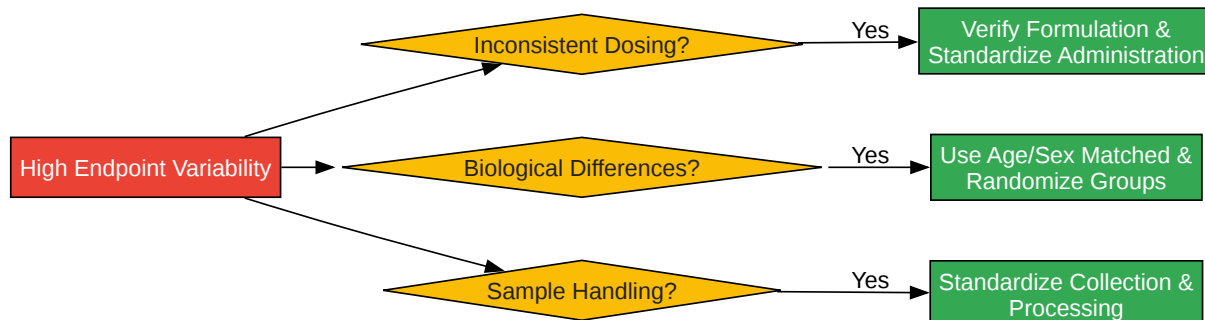 Inconsistent Dosing?
Yes
Verify Formulation &
Standardize Administration
High Endpoint Variability
Biological Differences?
Yes
Use Age/Sex Matched &
Randomize Groups
Sample Handling?
Yes
Standardize Collection &
Processing